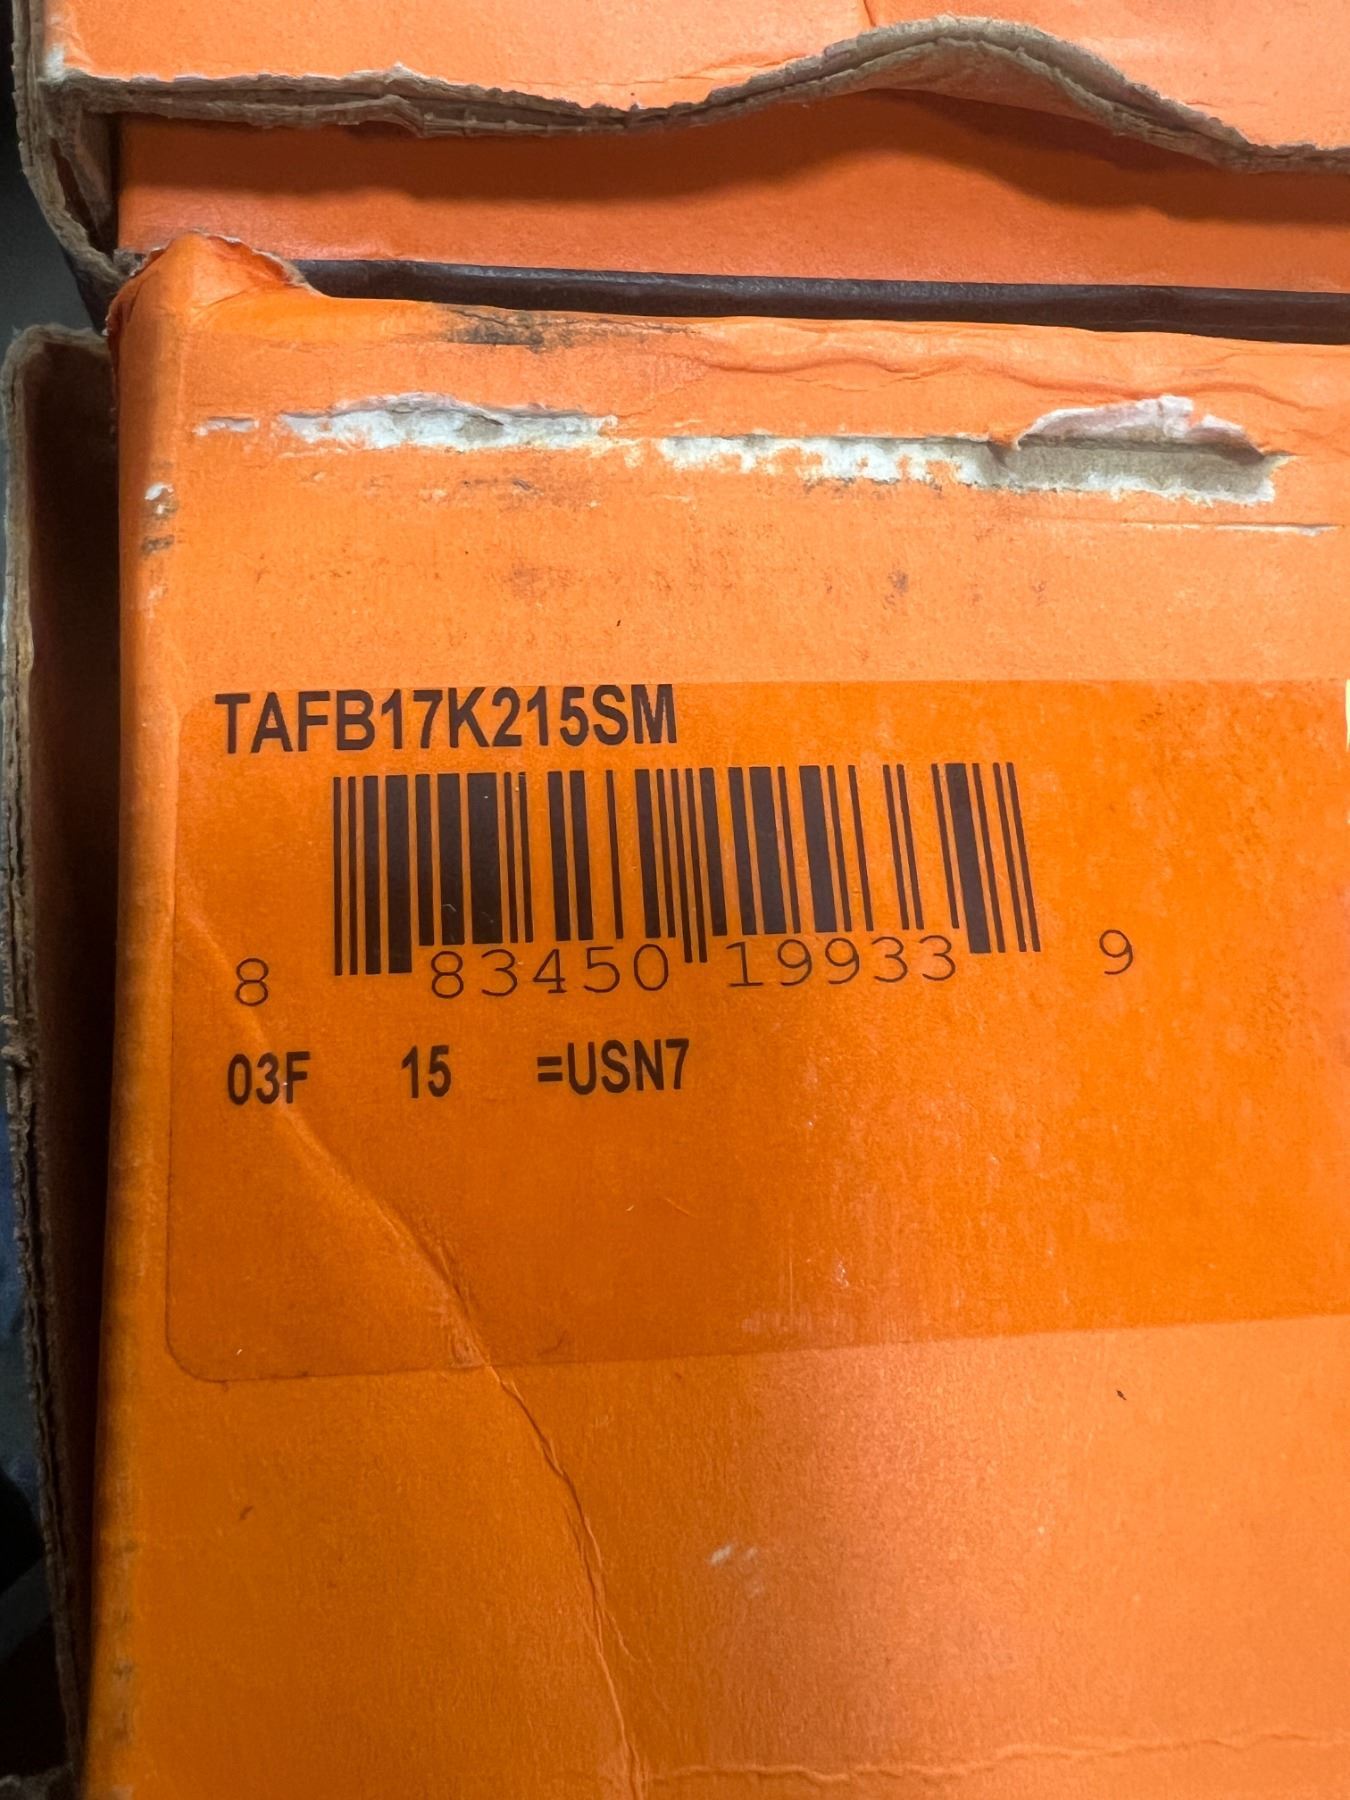 TAFB17K215SM
8 83450 19933 9
03F 15 =USN7